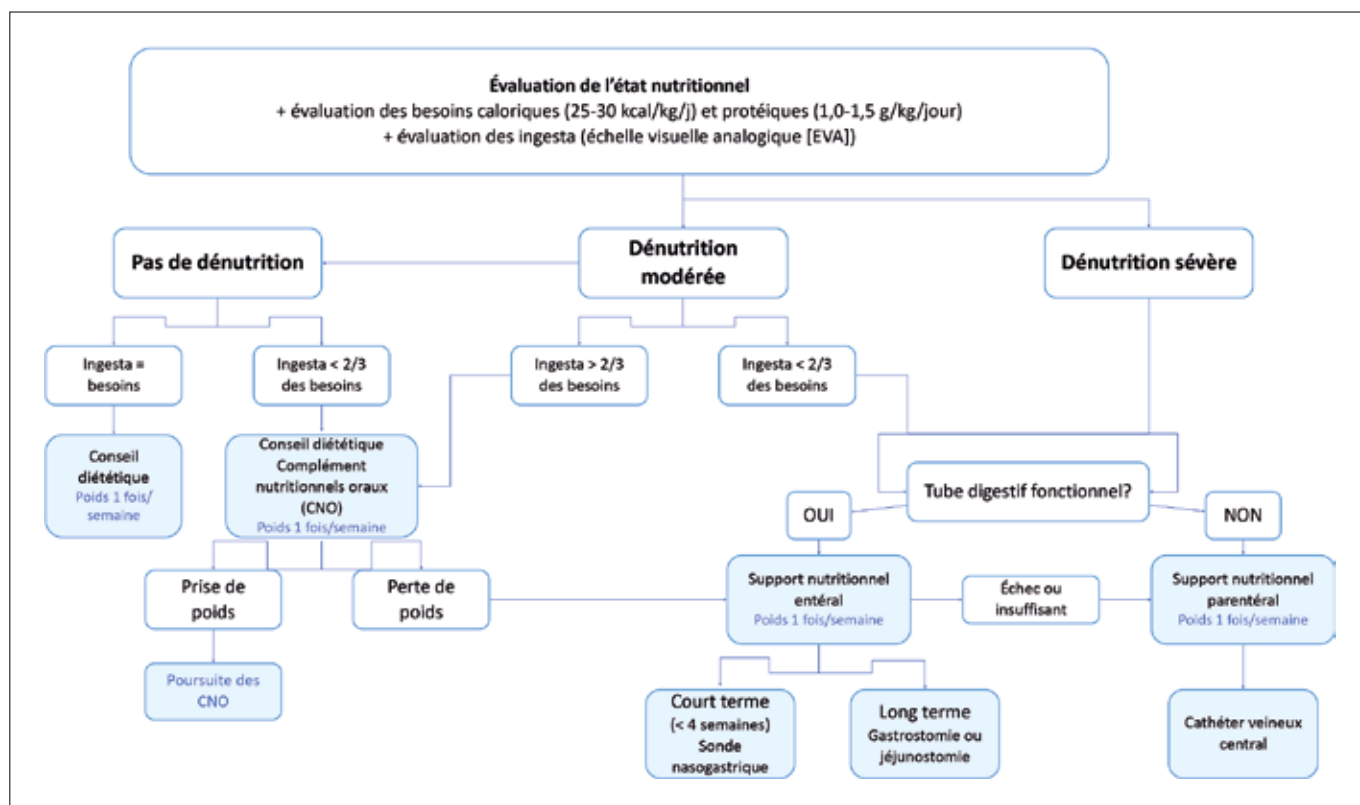 Évaluation de l'état nutritionnel
+ évaluation des besoins caloriques (25-30 kcal/kg/j) et protéiques (1,0-1,5 g/kg/jour)
+ évaluation des ingesta (échelle visuelle analogique [EVA])
Pas de dénutrition
Dénutrition
modérée
Dénutrition sévère
Ingesta =
besoins
Ingesta < 2/3
des besoins
Ingesta > 2/3
des besoins
Ingesta < 2/3
des besoins
Conseil
diététique
Poids 1 fois/
semaine
Conseil diététique
Complément
nutritionnels oraux
(CNO)
Poids 1 fois/semaine
Tube digestif fonctionnel?
OUI
NON
Prise de
poids
Perte de
poids
Support nutritionnel
entéral
Poids 1 fois/semaine
Échec ou
insuffisant
Support nutritionnel
parentéral
Poids 1 fois/semaine
Poursuite des
CNO
Court terme
(< 4 semaines)
Sonde
nasogastrique
Long terme
Gastrostomie ou
jéjunostomie
Cathéter veineux
central